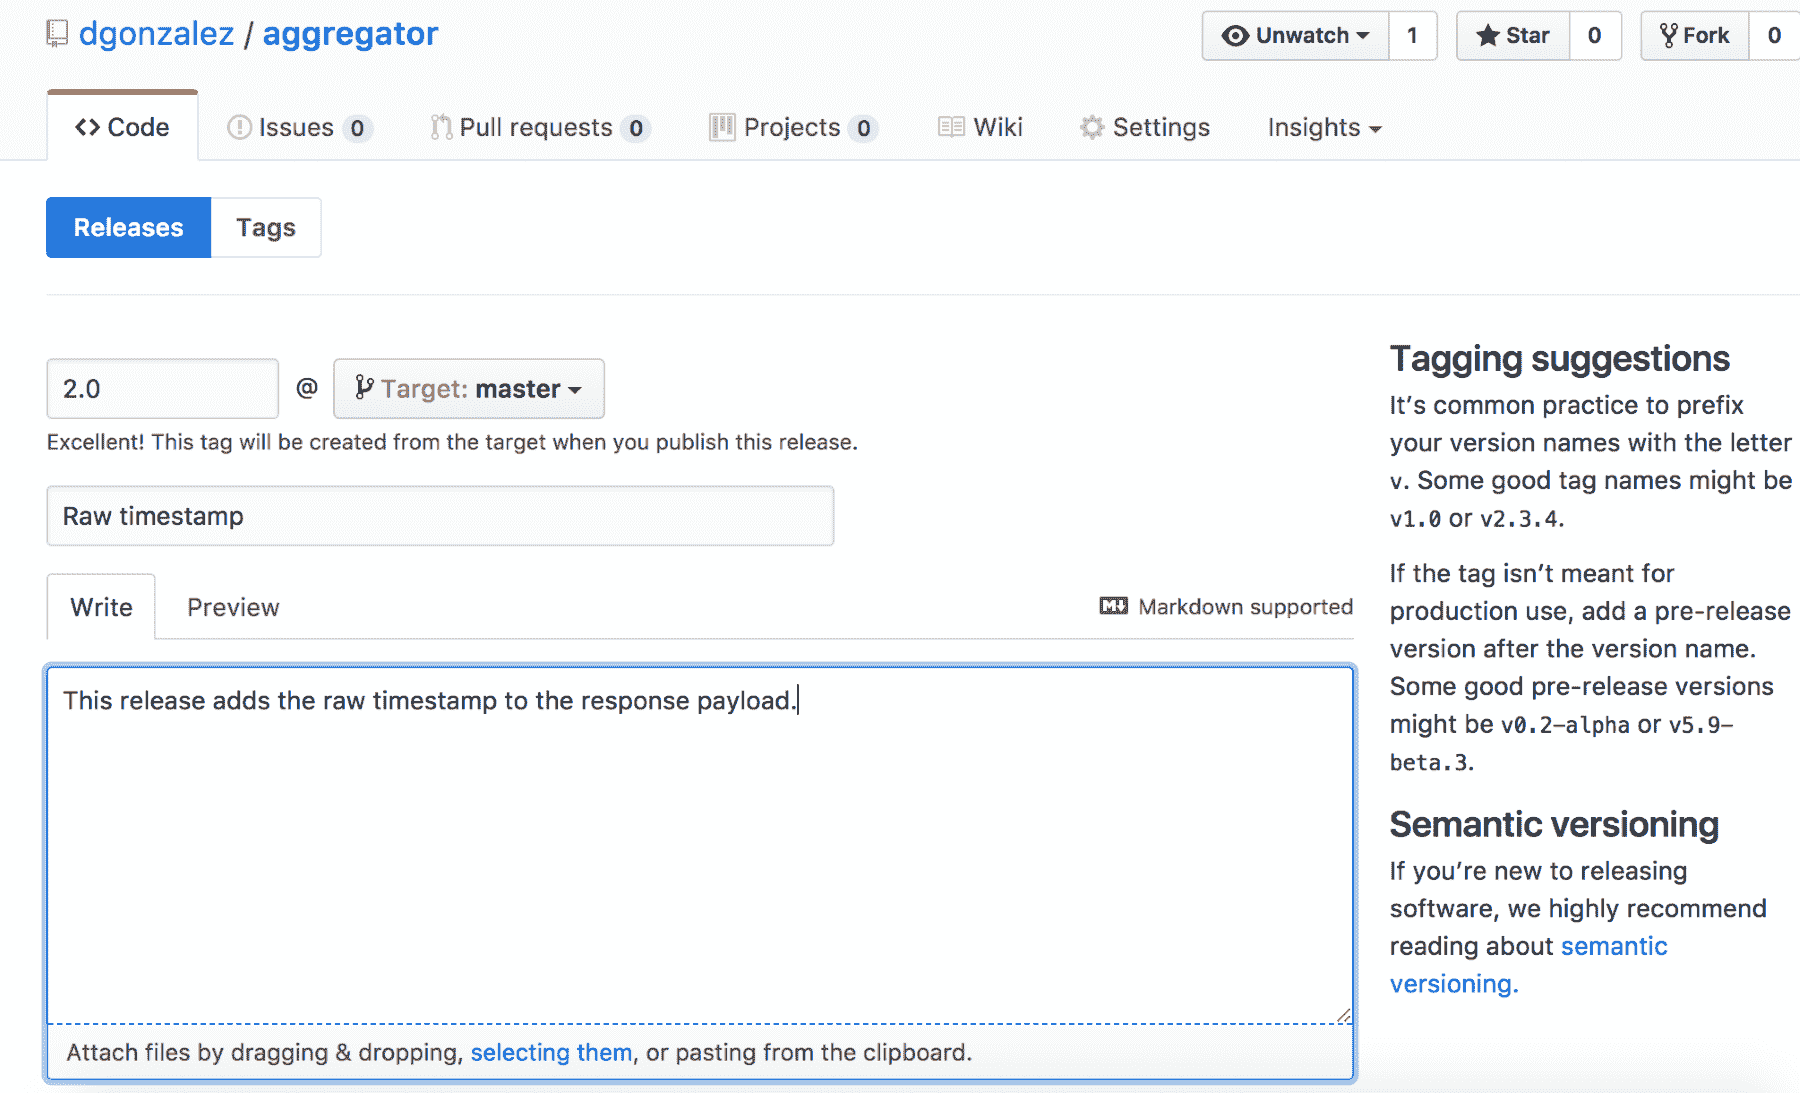 dgonzalez / aggregator
Unwatch 1 Star 0 Fork 0
Code Issues 0 Pull requests 0 Projects 0 Wiki Settings Insights
Releases Tags
2.0 @ Target: master
Excellent! This tag will be created from the target when you publish this release.
Raw timestamp
Write Preview Markdown supported
This release adds the raw timestamp to the response payload.
Attach files by dragging & dropping, selecting them, or pasting from the clipboard.
Tagging suggestions
It’s common practice to prefix
your version names with the letter
v. Some good tag names might be
v1.0 or v2.3.4.
If the tag isn’t meant for
production use, add a pre-release
version after the version name.
Some good pre-release versions
might be v0.2-alpha or v5.9-
beta.3.
Semantic versioning
If you’re new to releasing
software, we highly recommend
reading about semantic
versioning.